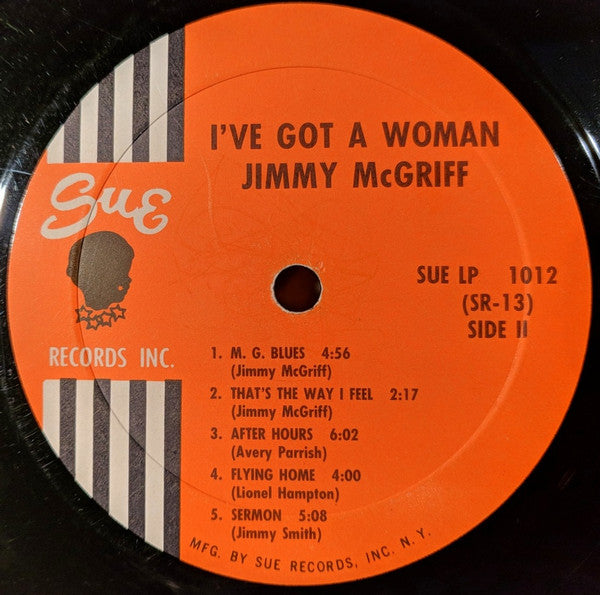 I'VE GOT A WOMAN
JIMMY McGRIFF
Sue
RECORDS INC.
SUE LP 1012
(SR-13)
SIDE II
1. M. G. BLUES 4:56
(Jimmy McGriff)
2. THAT'S THE WAY I FEEL 2:17
(Jimmy McGriff)
3. AFTER HOURS 6:02
(Avery Parrish)
4. FLYING HOME 4:00
(Lionel Hampton)
5. SERMON 5:08
(Jimmy Smith)
MFG. BY SUE RECORDS, INC. N. Y.